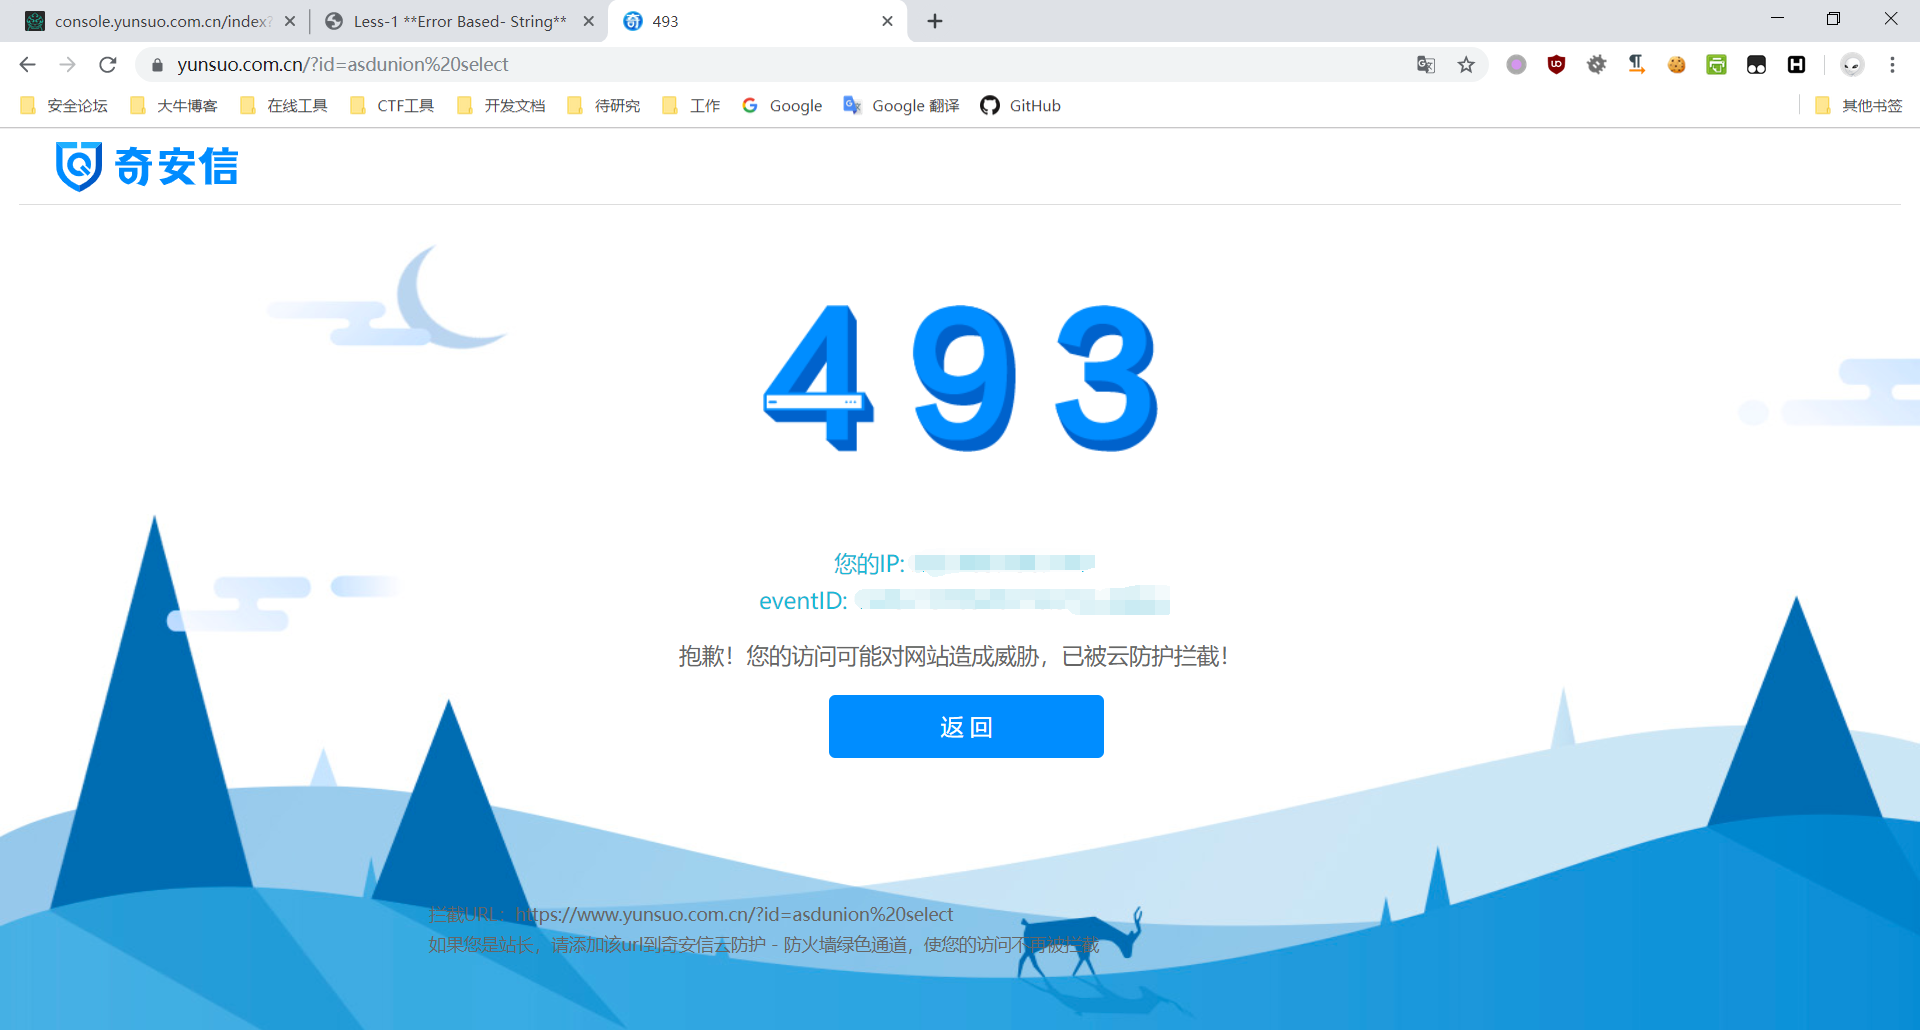 console.yunsuo.com.cn/index?
Less-1 **Error Based- String**
493
yunsuo.com.cn/?id=asdunion%20select
安全论坛
大牛博客
在线工具
CTF工具
开发文档
待研究
工作
Google
Google 翻译
GitHub
其他书签
奇安信
493
您的IP:
eventID:
抱歉！您的访问可能对网站造成威胁，已被云防护拦截！
返回
拦截URL：https://www.yunsuo.com.cn/?id=asdunion%20select
如果您是站长，请添加该url到奇安信云防护 - 防火墙绿色通道，使您的访问不再被拦截